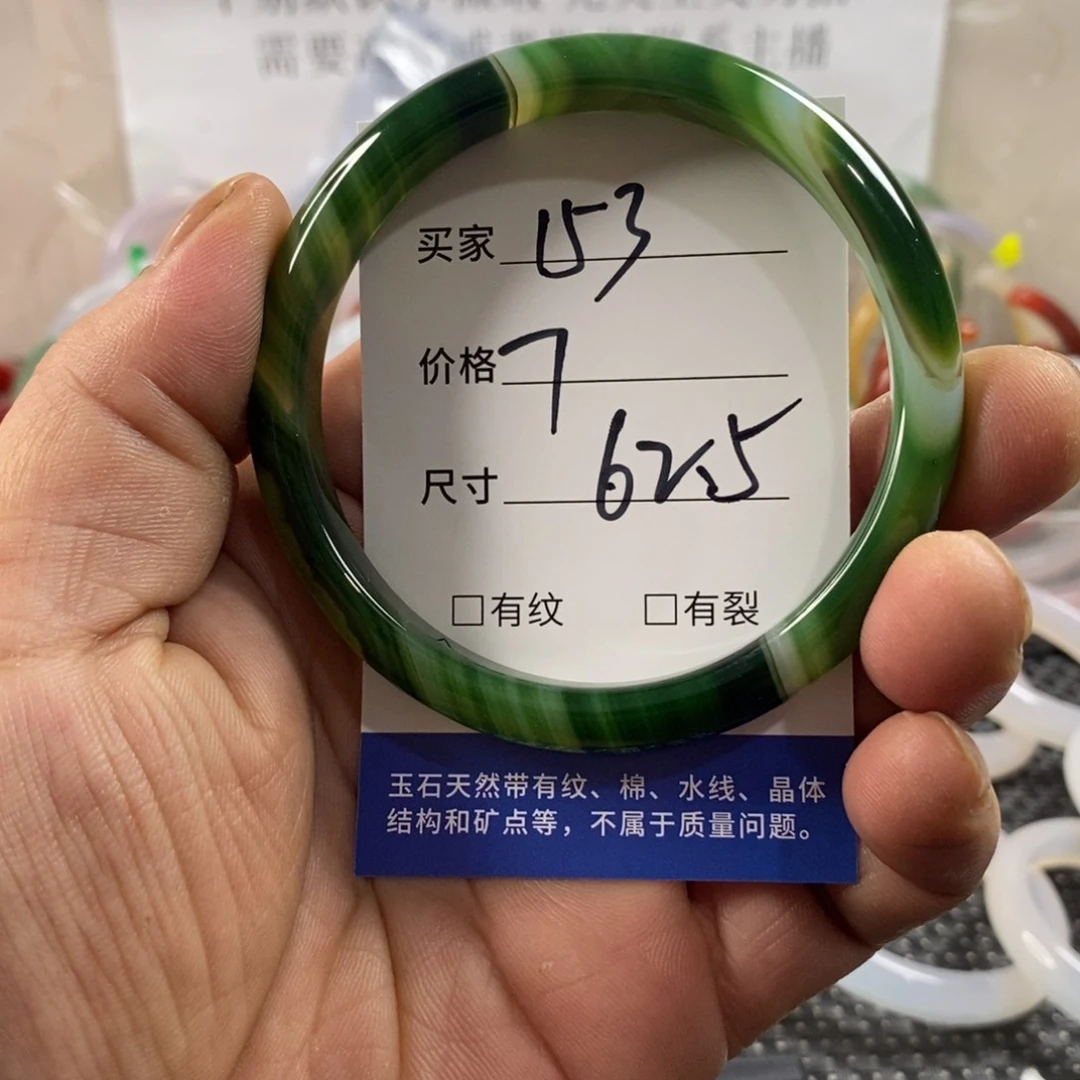 买家 153
价格 7
尺寸 62.5
□有纹 □有裂
玉石天然带有纹、棉、水线、晶体
结构和矿点等，不属于质量问题。